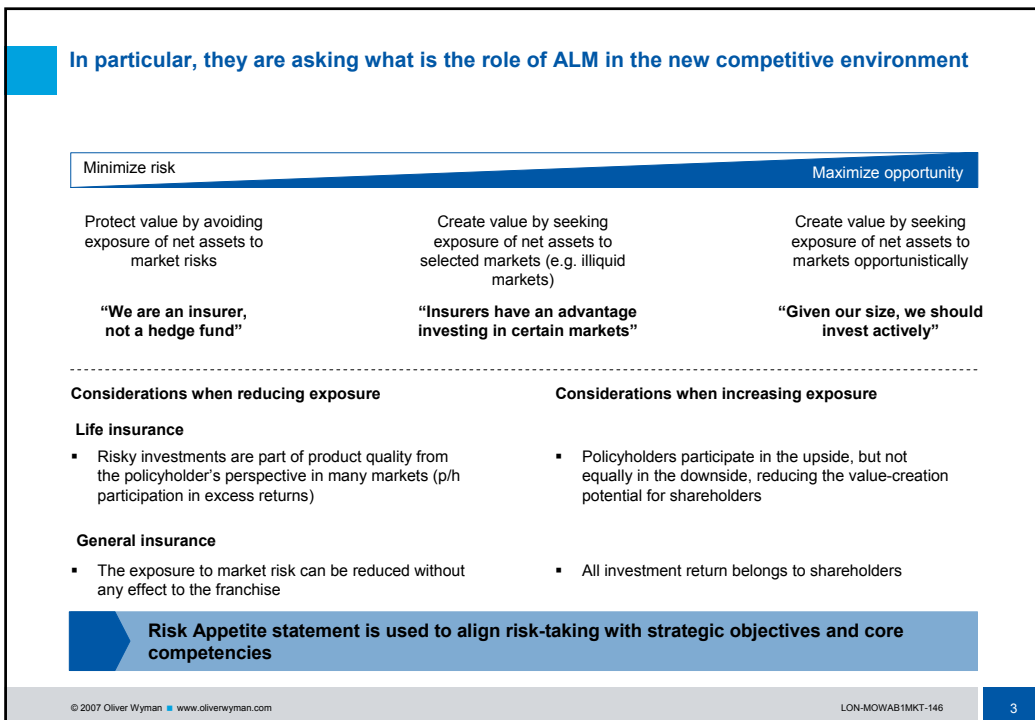 In particular, they are asking what is the role of ALM in the new competitive environment
Minimize risk
Maximize opportunity
Protect value by avoiding
exposure of net assets to
market risks
“We are an insurer,
not a hedge fund”
Create value by seeking
exposure of net assets to
selected markets (e.g. illiquid
markets)
“Insurers have an advantage
investing in certain markets”
Create value by seeking
exposure of net assets to
markets opportunistically
“Given our size, we should
invest actively”
Considerations when reducing exposure
Considerations when increasing exposure
Life insurance
▪ Risky investments are part of product quality from
the policyholder’s perspective in many markets (p/h
participation in excess returns)
▪ Policyholders participate in the upside, but not
equally in the downside, reducing the value-creation
potential for shareholders
General insurance
▪ The exposure to market risk can be reduced without
any effect to the franchise
▪ All investment return belongs to shareholders
Risk Appetite statement is used to align risk-taking with strategic objectives and core
competencies
© 2007 Oliver Wyman ■ www.oliverwyman.com
LON-MOWAB1MKT-146
3